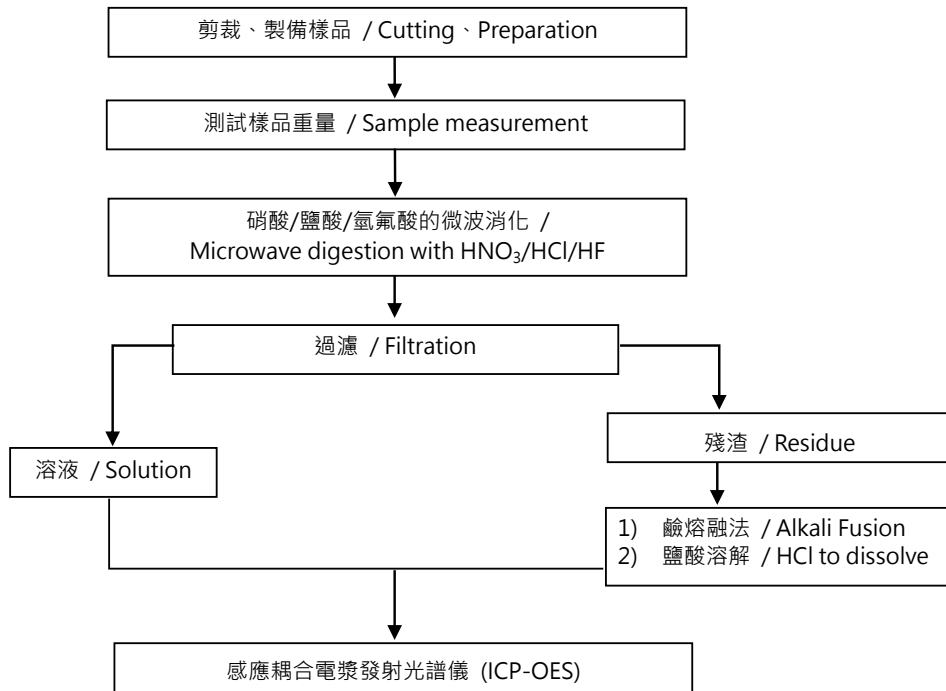 剪裁、製備樣品 / Cutting、Preparation
測試樣品重量 / Sample measurement
硝酸/鹽酸/氫氟酸的微波消化 /
Microwave digestion with HNO₃/HCl/HF
過濾 / Filtration
溶液 / Solution
殘渣 / Residue
1) 鹼熔融法 / Alkali Fusion
2) 鹽酸溶解 / HCl to dissolve
感應耦合電漿發射光譜儀 (ICP-OES)